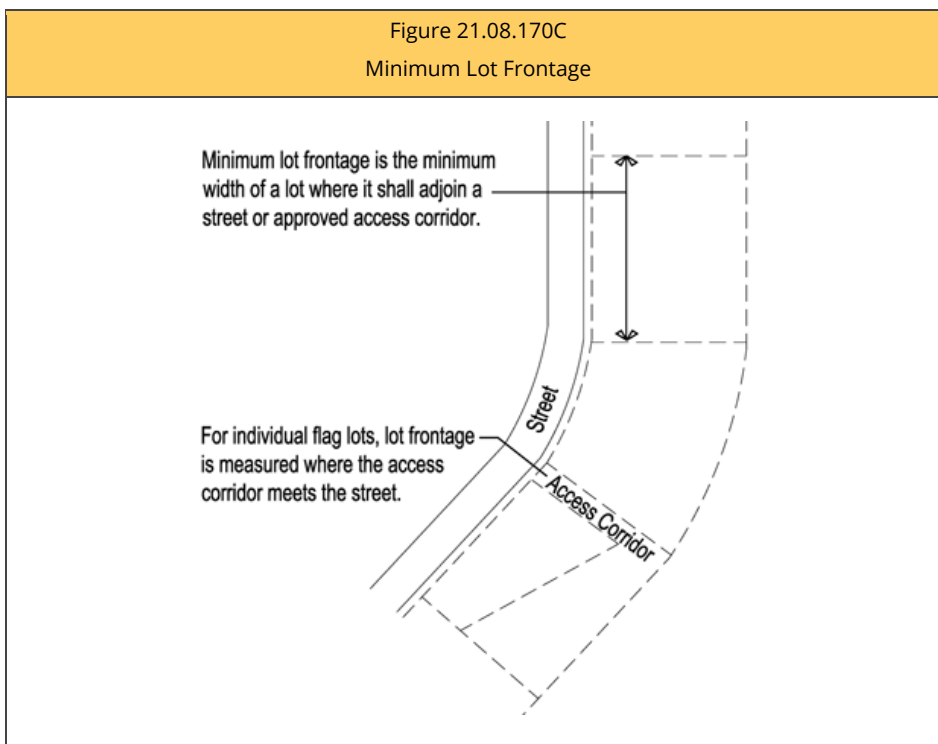 Figure 21.08.170C
Minimum Lot Frontage
Minimum lot frontage is the minimum
width of a lot where it shall adjoin a
street or approved access corridor.
Street
For individual flag lots, lot frontage
is measured where the access
corridor meets the street.
Access Corridor